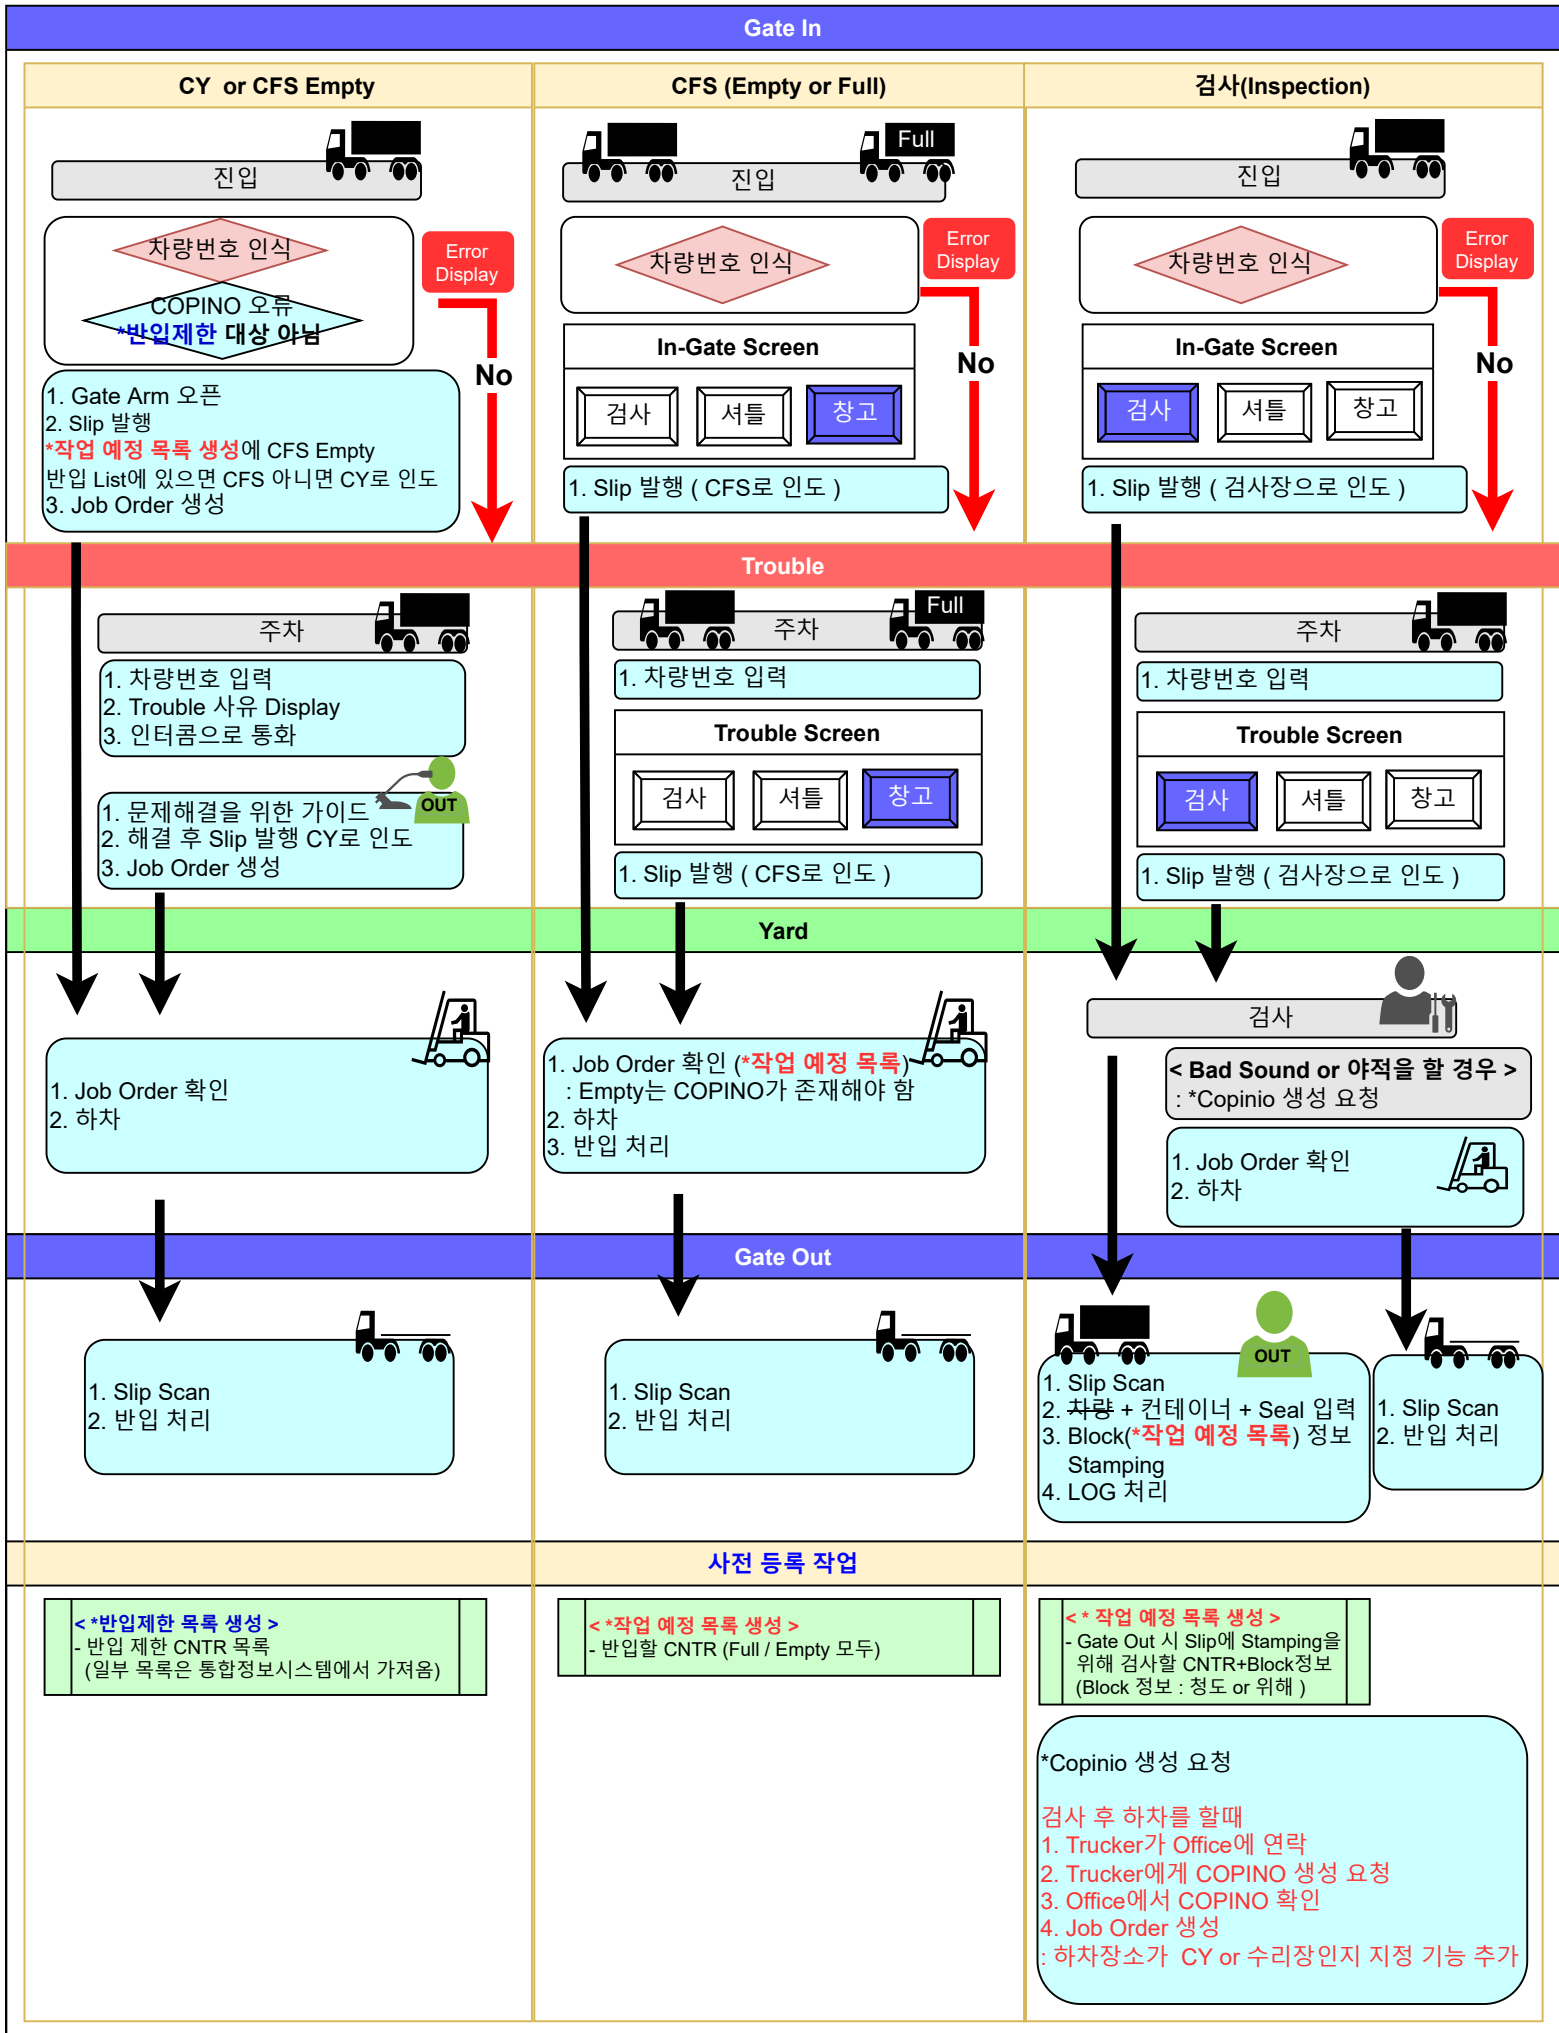 Gate In
CY or CFS Empty
진입
차량번호 인식
COPINO 오류
*반입제한 대상 아님
Error
Display
No
1. Gate Arm 오픈
2. Slip 발행
*작업 예정 목록 생성에 CFS Empty
반입 List에 있으면 CFS 아니면 CY로 인도
3. Job Order 생성
CFS (Empty or Full)
Full
진입
차량번호 인식
Error
Display
No
In-Gate Screen
검사
셔틀
창고
1. Slip 발행 ( CFS로 인도 )
검사(Inspection)
진입
차량번호 인식
Error
Display
No
In-Gate Screen
검사
셔틀
창고
1. Slip 발행 ( 검사장으로 인도 )
Trouble
주차
1. 차량번호 입력
2. Trouble 사유 Display
3. 인터콤으로 통화
OUT
1. 문제해결을 위한 가이드
2. 해결 후 Slip 발행 CY로 인도
3. Job Order 생성
Full
주차
1. 차량번호 입력
Trouble Screen
검사
셔틀
창고
1. Slip 발행 ( CFS로 인도 )
주차
1. 차량번호 입력
Trouble Screen
검사
셔틀
창고
1. Slip 발행 ( 검사장으로 인도 )
Yard
1. Job Order 확인
2. 하차
1. Job Order 확인 (*작업 예정 목록)
: Empty는 COPINO가 존재해야 함
2. 하차
3. 반입 처리
검사
< Bad Sound or 야적을 할 경우 >
: *Copinio 생성 요청
1. Job Order 확인
2. 하차
Gate Out
1. Slip Scan
2. 반입 처리
1. Slip Scan
2. 반입 처리
OUT
1. Slip Scan
2. 차량 + 컨테이너 + Seal 입력
3. Block(*작업 예정 목록) 정보
Stamping
4. LOG 처리
1. Slip Scan
2. 반입 처리
사전 등록 작업
< *반입제한 목록 생성 >
- 반입 제한 CNTR 목록
(일부 목록은 통합정보시스템에서 가져옴)
< *작업 예정 목록 생성 >
- 반입할 CNTR (Full / Empty 모두)
< * 작업 예정 목록 생성 >
- Gate Out 시 Slip에 Stamping을
위해 검사할 CNTR+Block정보
(Block 정보 : 청도 or 위해 )
*Copinio 생성 요청
검사 후 하차를 할때
1. Trucker가 Office에 연락
2. Trucker에게 COPINO 생성 요청
3. Office에서 COPINO 확인
4. Job Order 생성
: 하차장소가 CY or 수리장인지 지정 기능 추가